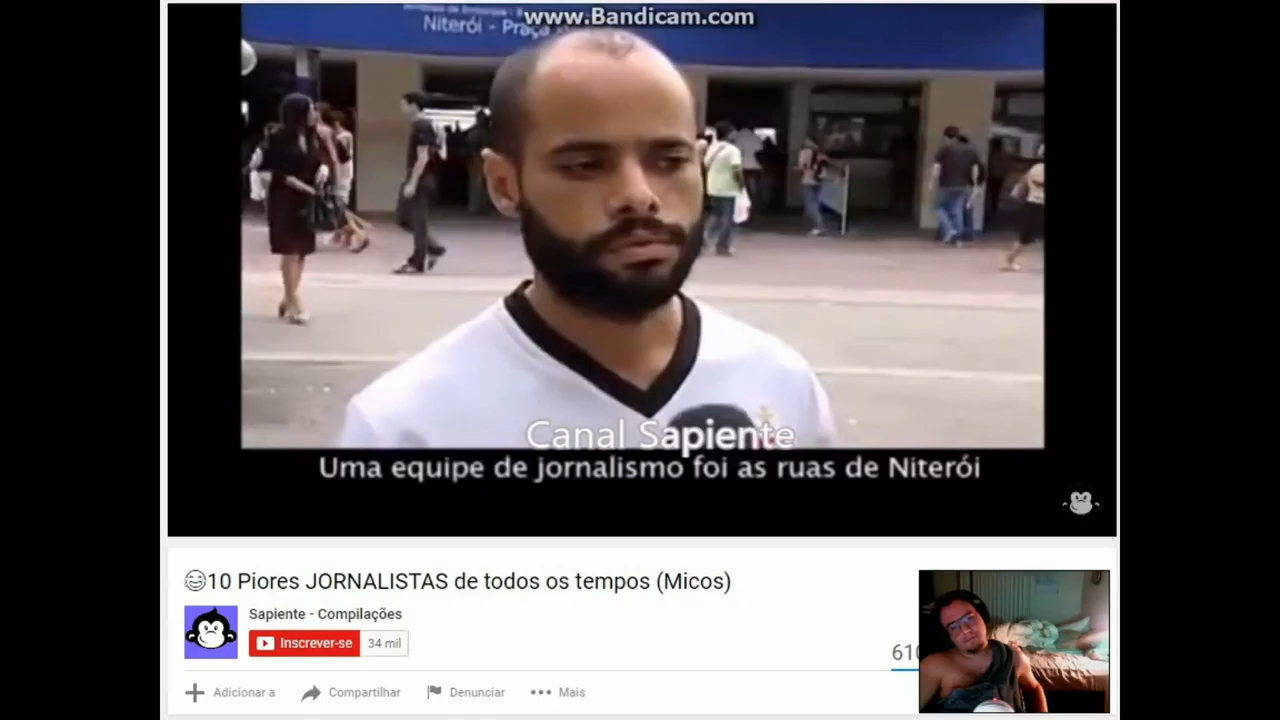 www.Bandicam.com
Niterói - Praça
Canal Sapiente
Uma equipe de jornalismo foi as ruas de Niterói
😂10 Piores JORNALISTAS de todos os tempos (Micos)
Sapiente - Compilações
Inscrever-se 34 mil
610
Adicionar a Compartilhar Denunciar Mais